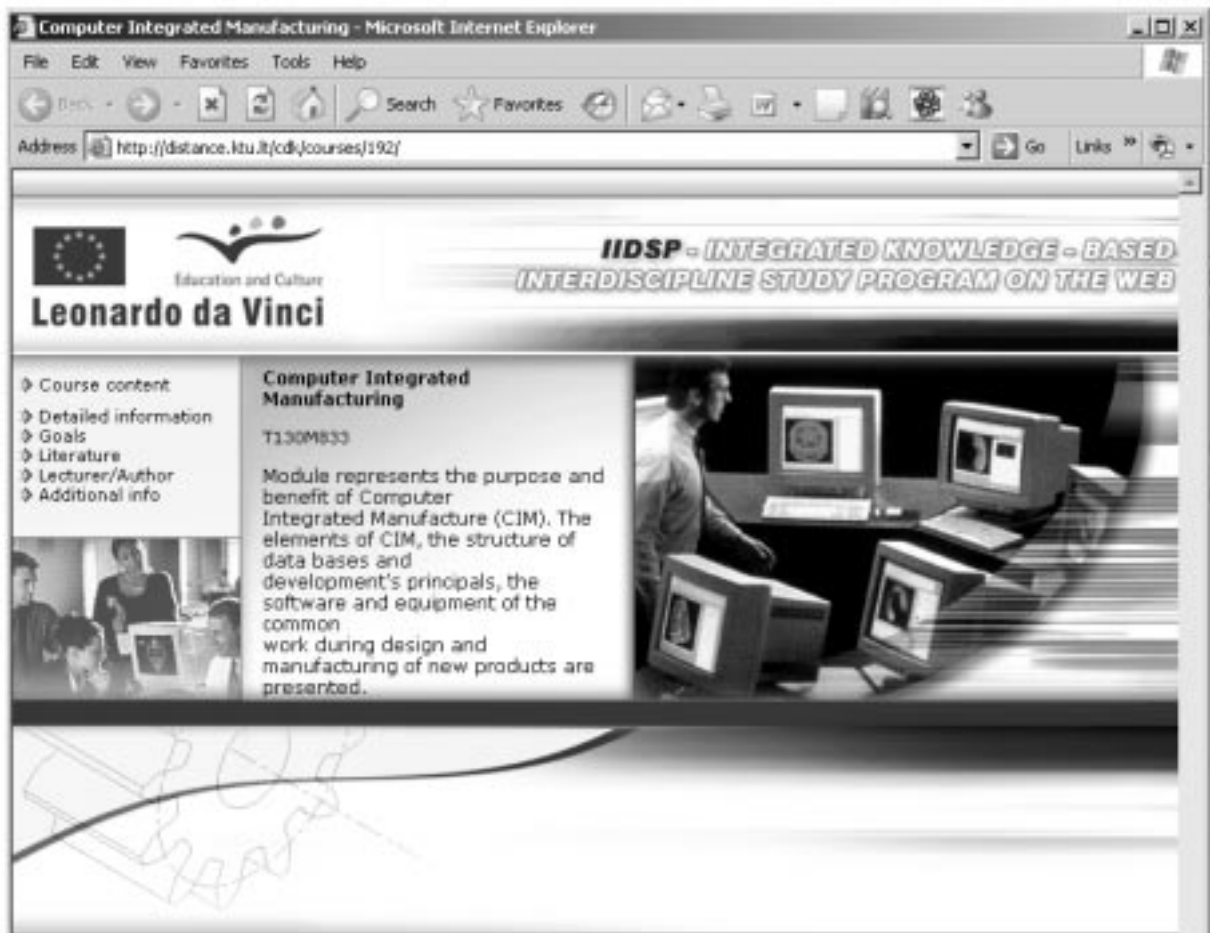 Computer Integrated Manufacturing - Microsoft Internet Explorer
File Edit View Favorites Tools Help
Back Search Favorites
Address http://distance.ktu.lt/cdk/courses/192/ Go Links »
Education and Culture
Leonardo da Vinci
IIDSP - INTEGRATED KNOWLEDGE - BASED
INTERDISCIPLINE STUDY PROGRAM ON THE WEB
Course content
Detailed information
Goals
Literature
Lecturer/Author
Additional info
Computer Integrated
Manufacturing
T130M833
Module represents the purpose and
benefit of Computer
Integrated Manufacture (CIM). The
elements of CIM, the structure of
data bases and
development's principals, the
software and equipment of the
common
work during design and
manufacturing of new products are
presented.